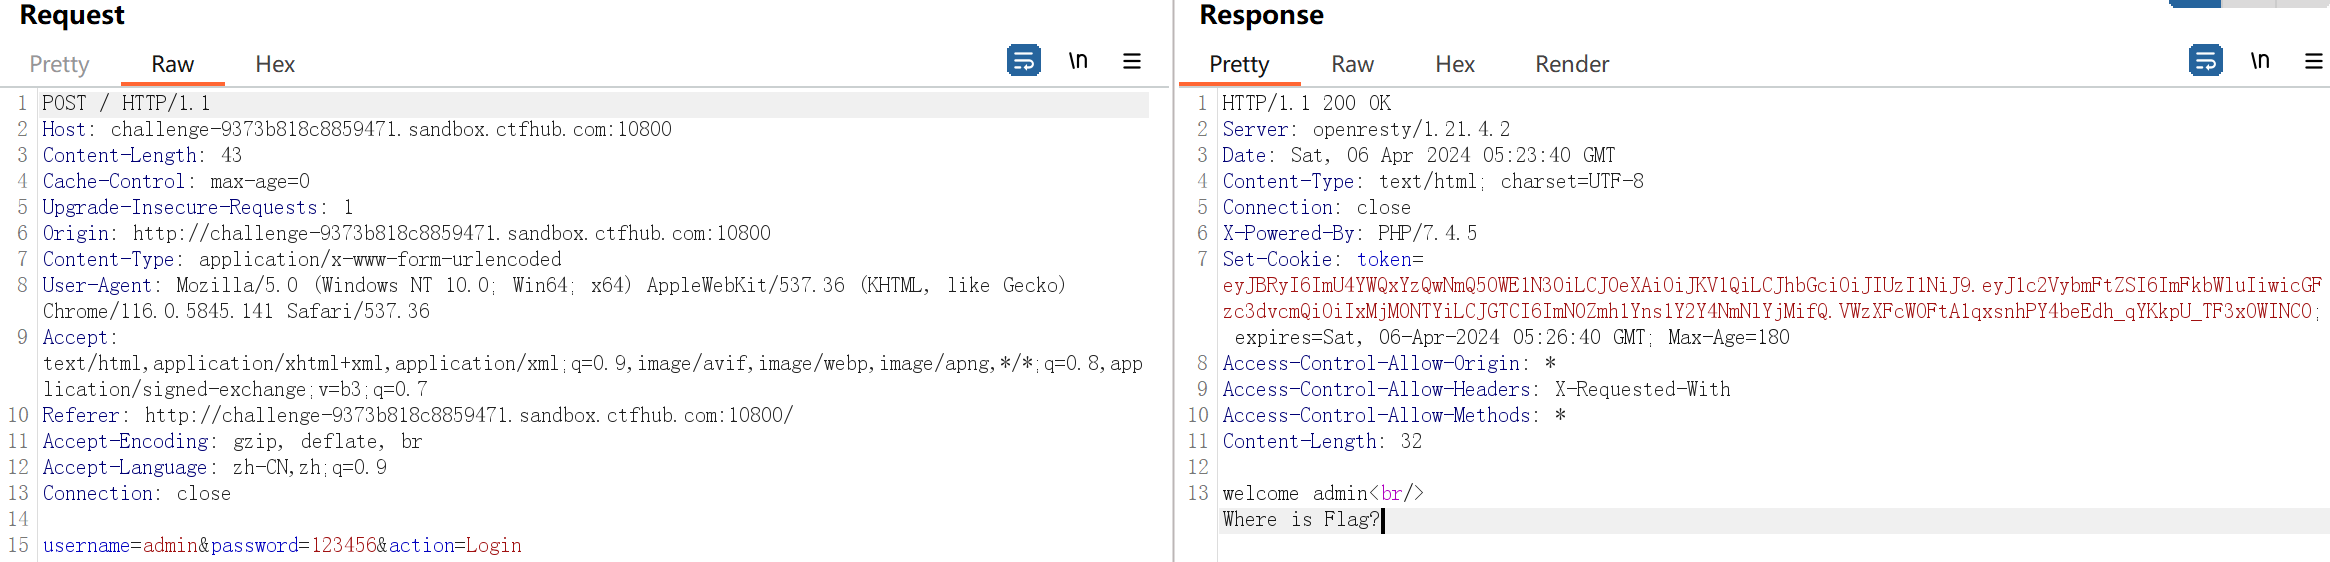 Request
Pretty Raw Hex
\n
1 POST / HTTP/1.1
2 Host: challenge-9373b818c8859471.sandbox.ctfhub.com:10800
3 Content-Length: 43
4 Cache-Control: max-age=0
5 Upgrade-Insecure-Requests: 1
6 Origin: http://challenge-9373b818c8859471.sandbox.ctfhub.com:10800
7 Content-Type: application/x-www-form-urlencoded
8 User-Agent: Mozilla/5.0 (Windows NT 10.0; Win64; x64) AppleWebKit/537.36 (KHTML, like Gecko)
Chrome/116.0.5845.141 Safari/537.36
9 Accept:
text/html,application/xhtml+xml,application/xml;q=0.9,image/avif,image/webp,image/apng,*/*;q=0.8,app
lication/signed-exchange;v=b3;q=0.7
10 Referer: http://challenge-9373b818c8859471.sandbox.ctfhub.com:10800/
11 Accept-Encoding: gzip, deflate, br
12 Accept-Language: zh-CN,zh;q=0.9
13 Connection: close
14
15 username=admin&password=123456&action=Login
Response
Pretty Raw Hex Render
\n
1 HTTP/1.1 200 OK
2 Server: openresty/1.21.4.2
3 Date: Sat, 06 Apr 2024 05:23:40 GMT
4 Content-Type: text/html; charset=UTF-8
5 Connection: close
6 X-Powered-By: PHP/7.4.5
7 Set-Cookie: token=
eyJBRyI6ImU4YWQxYzQwNmQ5OWE1N30iLCJ0eXAiOiJKV1QiLCJhbGciOiJIUzI1NiJ9.eyJ1c2VybmFtZSI6ImFkbWluIiwicGF
zc3dvcmQiOiIxMjM0NTYiLCJGTCI6ImN0Zmh1YnslY2Y4NmNlYjMifQ.VWzXFcWOFtAlqxsnhPY4beEdh_qYKkpU_TF3xOWINC0;
expires=Sat, 06-Apr-2024 05:26:40 GMT; Max-Age=180
8 Access-Control-Allow-Origin: *
9 Access-Control-Allow-Headers: X-Requested-With
10 Access-Control-Allow-Methods: *
11 Content-Length: 32
12
13 welcome admin<br/>
Where is Flag?